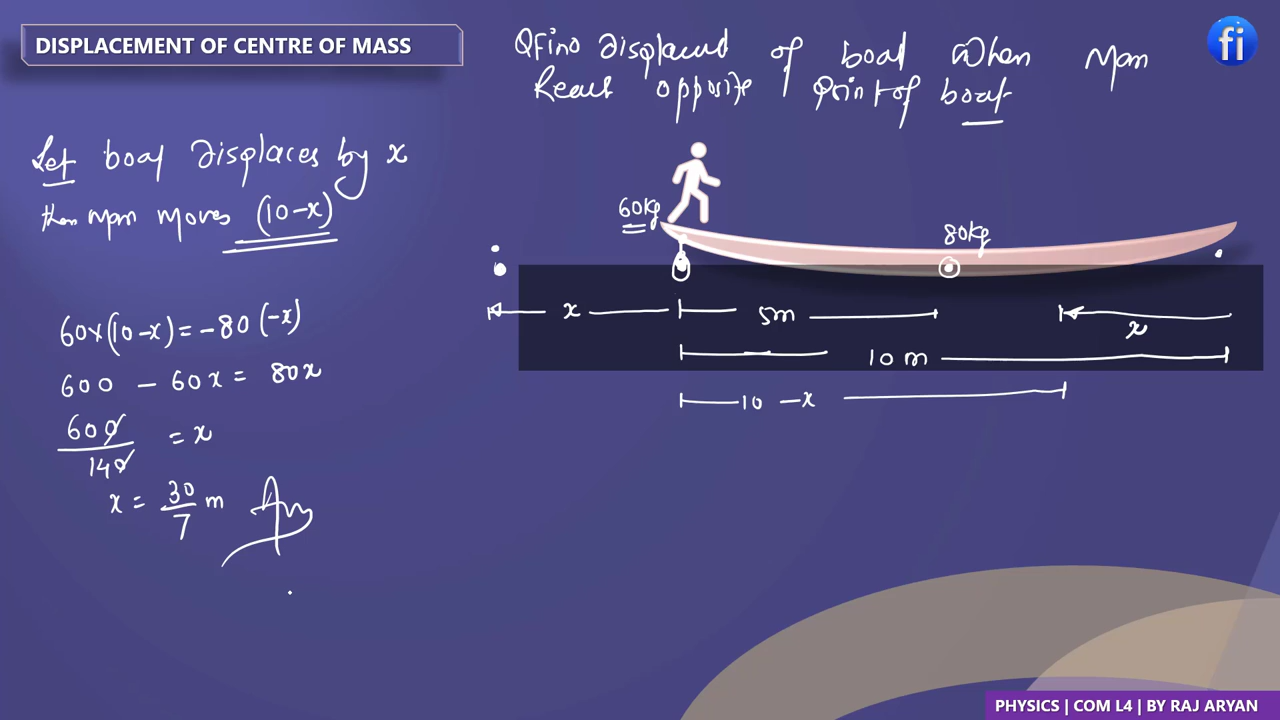 DISPLACEMENT OF CENTRE OF MASS
fi
Q Find displaced of boat when man
Reach opposite point of boat
Let boat displaces by x
then man moves (10-x)
60×(10-x) = -80(-x)
600 - 60x = 80x
600/140 = x
x = 30/7 m Ans
60kg
80kg
x
5m
x
10 m
10 -x
PHYSICS | COM L4 | BY RAJ ARYAN